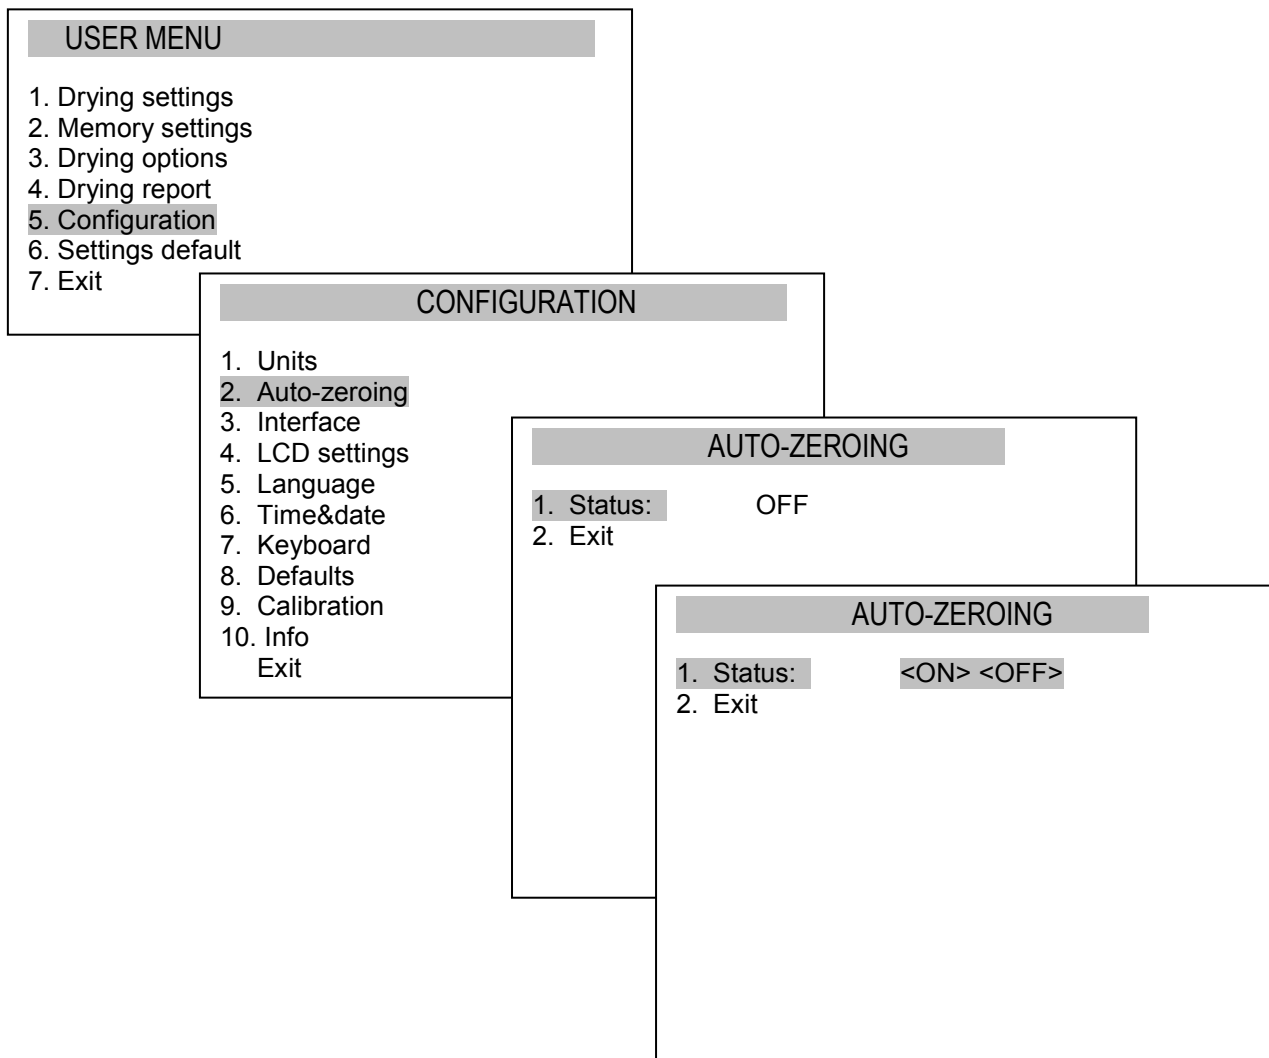 USER MENU
1. Drying settings
2. Memory settings
3. Drying options
4. Drying report
5. Configuration
6. Settings default
7. Exit
CONFIGURATION
1. Units
2. Auto-zeroing
3. Interface
4. LCD settings
5. Language
6. Time&date
7. Keyboard
8. Defaults
9. Calibration
10. Info
Exit
AUTO-ZEROING
1. Status: OFF
2. Exit
AUTO-ZEROING
1. Status: <ON> <OFF>
2. Exit